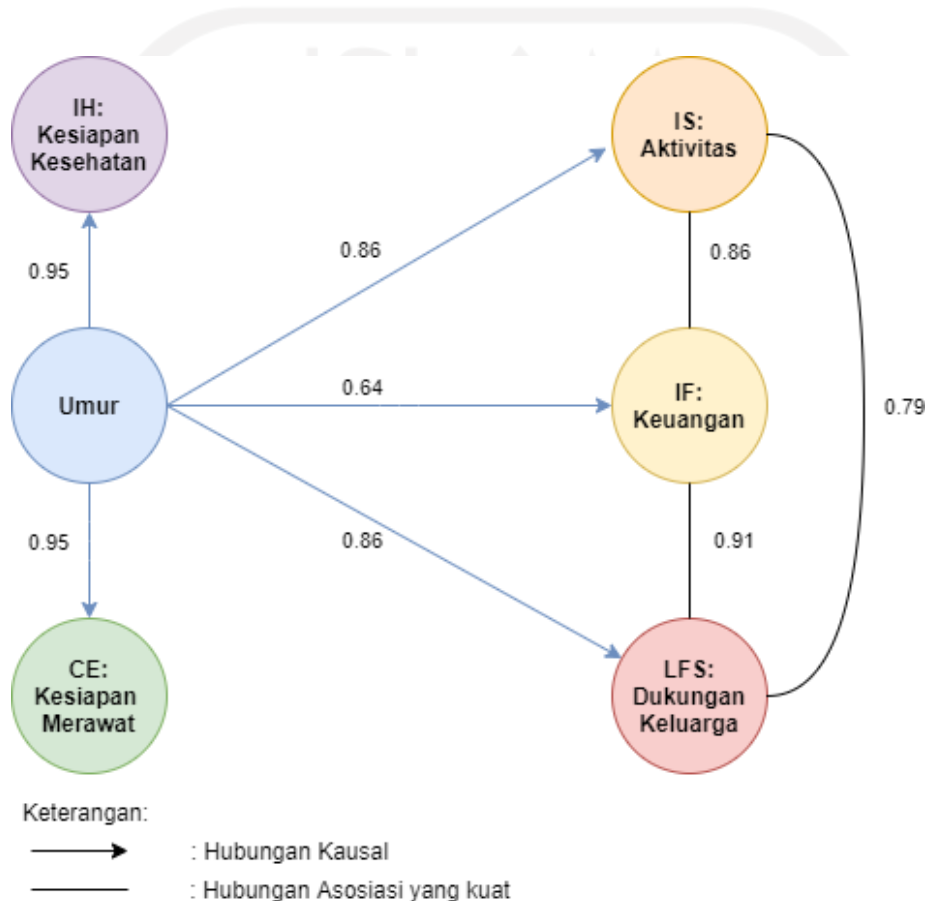 IH:
Kesiapan
Kesehatan
IS:
Aktivitas
0.86
0.86
0.95
Umur
0.64
IF:
Keuangan
0.79
0.95
0.86
0.91
CE:
Kesiapan
Merawat
LFS:
Dukungan
Keluarga
Keterangan:
: Hubungan Kausal
: Hubungan Asosiasi yang kuat